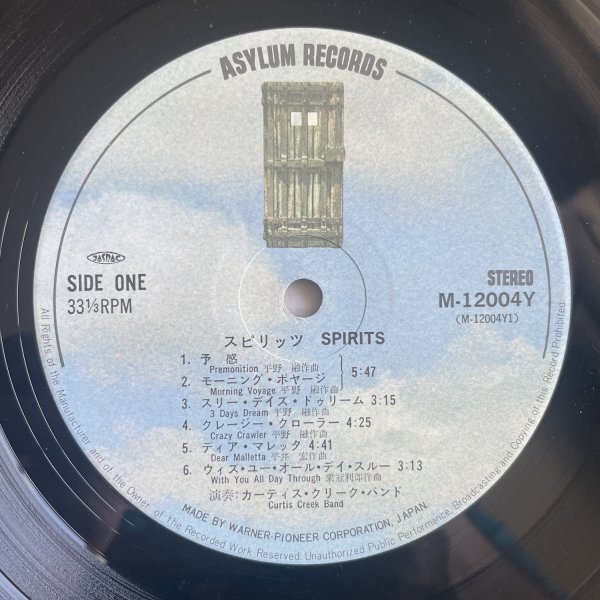 ASYLUM RECORDS
JASRAC
SIDE ONE
33⅓RPM
STEREO
M-12004Y
(M-12004Y1)
スピリッツ SPIRITS
1. 予感
Premonition 平野 融作曲
2. モーニング・ボヤージ
Morning Voyage 平野 融作曲
5:47
3. スリー・デイズ・ドゥリーム 3:15
3 Days Dream 平野 融作曲
4. クレージー・クローラー 4:25
Crazy Crawler 平野 融作曲
5. ディア・マレッタ 4:41
Dear Malletta 平井 宏作曲
6. ウィズ・ユー・オール・デイ・スルー 3:13
With You All Day Through 栗冠利郎作曲
演奏:カーティス・クリーク・バンド
Curtis Creek Band
MADE BY WARNER-PIONEER CORPORATION, JAPAN.
All Rights of the Manufacturer and of the Owner of the Recorded Work Reserved. Unauthorized Public Performance, Broadcasting and Copying of this Record Prohibited.